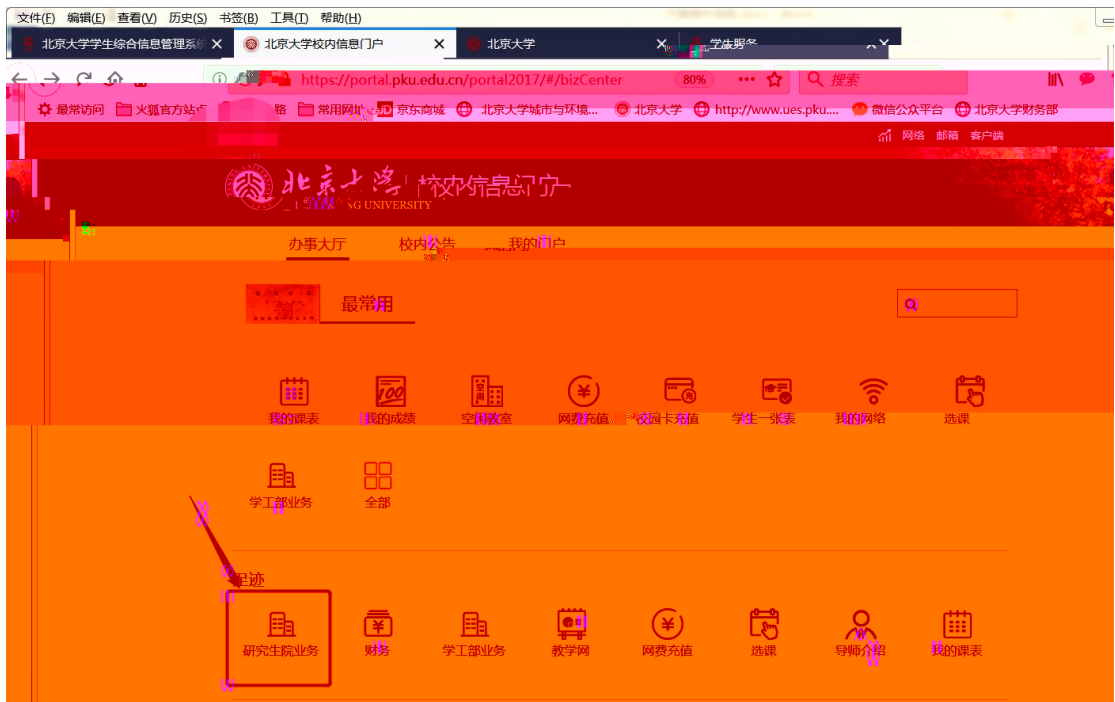 文件(F) 编辑(E) 查看(V) 历史(S) 书签(B) 工具(T) 帮助(H)
北京大学学生综合信息管理系统 × 北京大学校内信息门户 × 北京大学 ×
https://portal.pku.edu.cn/portal2017/#/bizCenter 80% 搜索
最常访问 火狐官方站点 常用网址 京东商城 北京大学城市与环境... 北京大学 http://www.ues.pku.... 微信公众平台 北京大学财务部
网络 邮箱 客户端
北京大学 校内信息门户
NG UNIVERSITY
办事大厅 校内公告 我的门户
最常用
我的课表 我的成绩 空闲教室 网费充值 校园卡充值 学生一张表 我的网络 选课
学工部业务 全部
足迹
研究生院业务 财务 学工部业务 教学网 网费充值 选课 导师介绍 我的课表